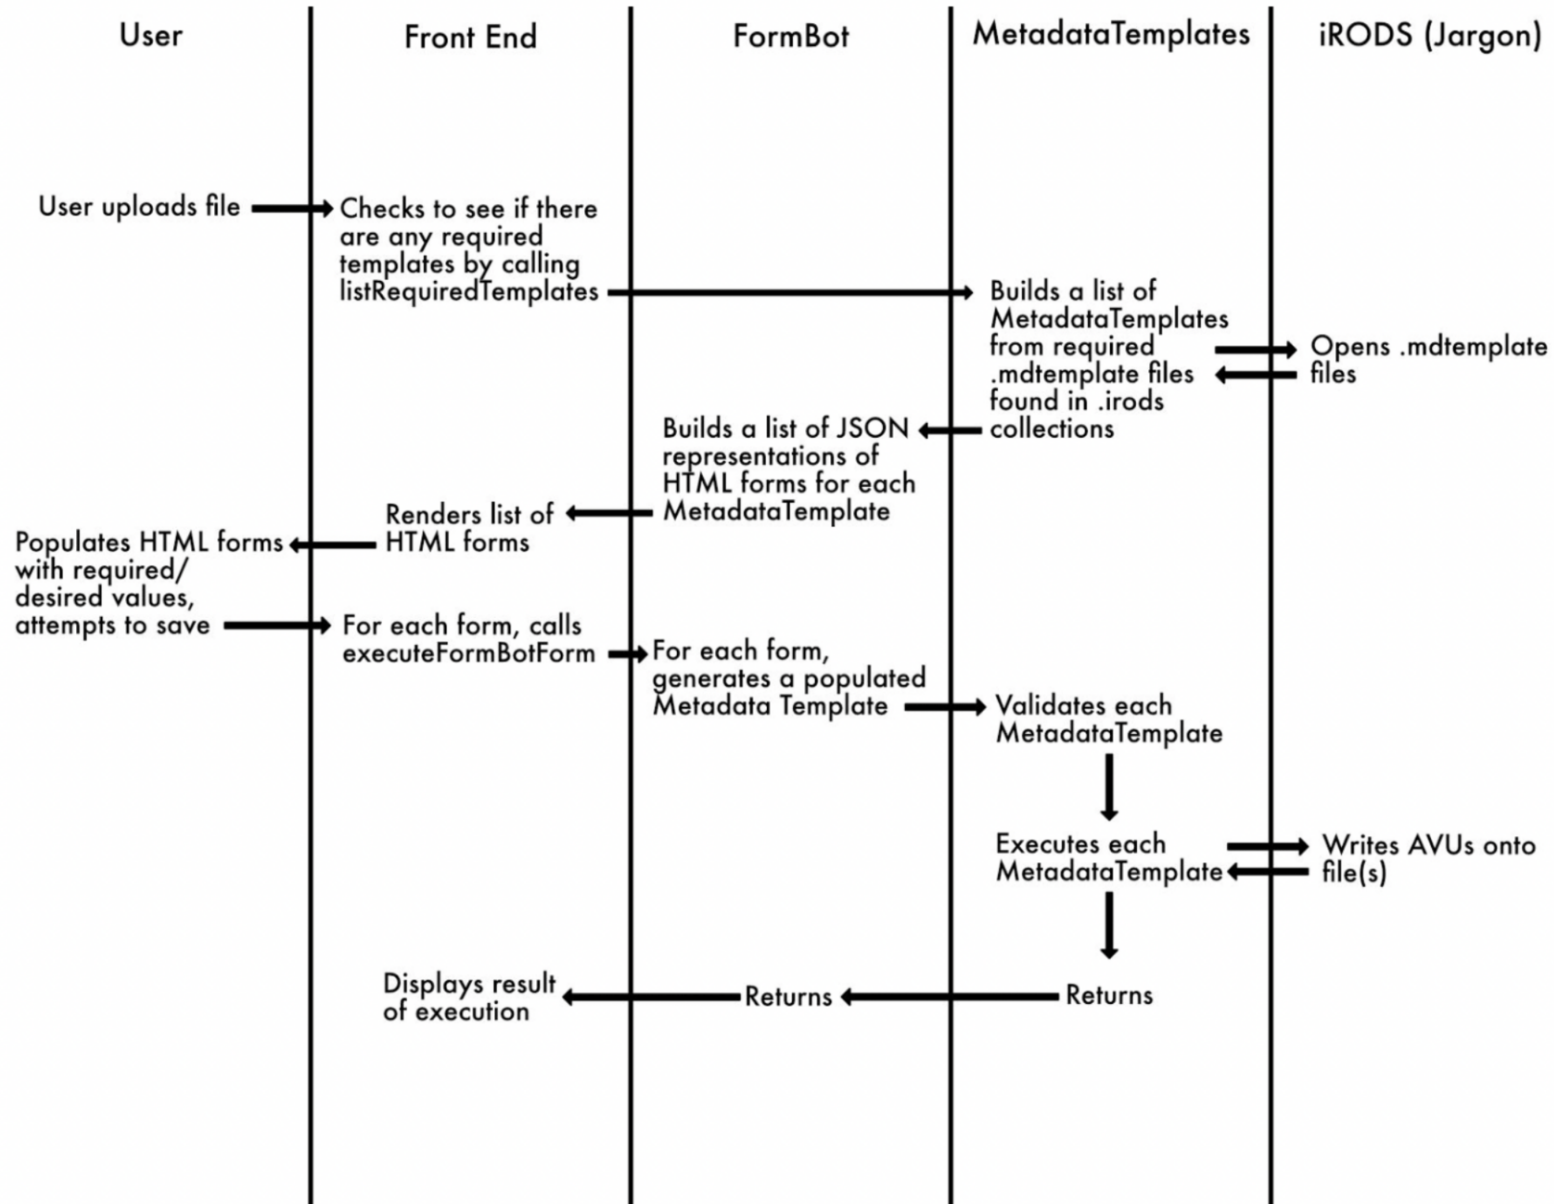 User
Front End
FormBot
MetadataTemplates
iRODS (Jargon)
User uploads file
Checks to see if there
are any required
templates by calling
listRequiredTemplates
Builds a list of
MetadataTemplates
from required
.mdtemplate files
found in .irods
collections
Opens .mdtemplate
files
Builds a list of JSON
representations of
HTML forms for each
MetadataTemplate
Renders list of
HTML forms
Populates HTML forms
with required/
desired values,
attempts to save
For each form, calls
executeFormBotForm
For each form,
generates a populated
Metadata Template
Validates each
MetadataTemplate
Executes each
MetadataTemplate
Writes AVUs onto
file(s)
Returns
Returns
Displays result
of execution